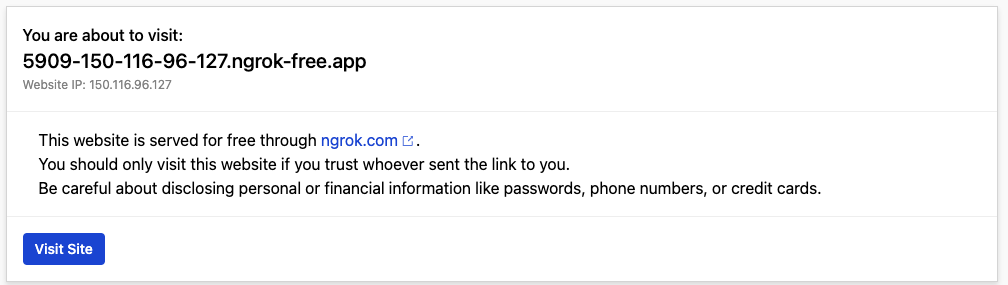 You are about to visit:
5909-150-116-96-127.ngrok-free.app
Website IP: 150.116.96.127
This website is served for free through ngrok.com.
You should only visit this website if you trust whoever sent the link to you.
Be careful about disclosing personal or financial information like passwords, phone numbers, or credit cards.
Visit Site